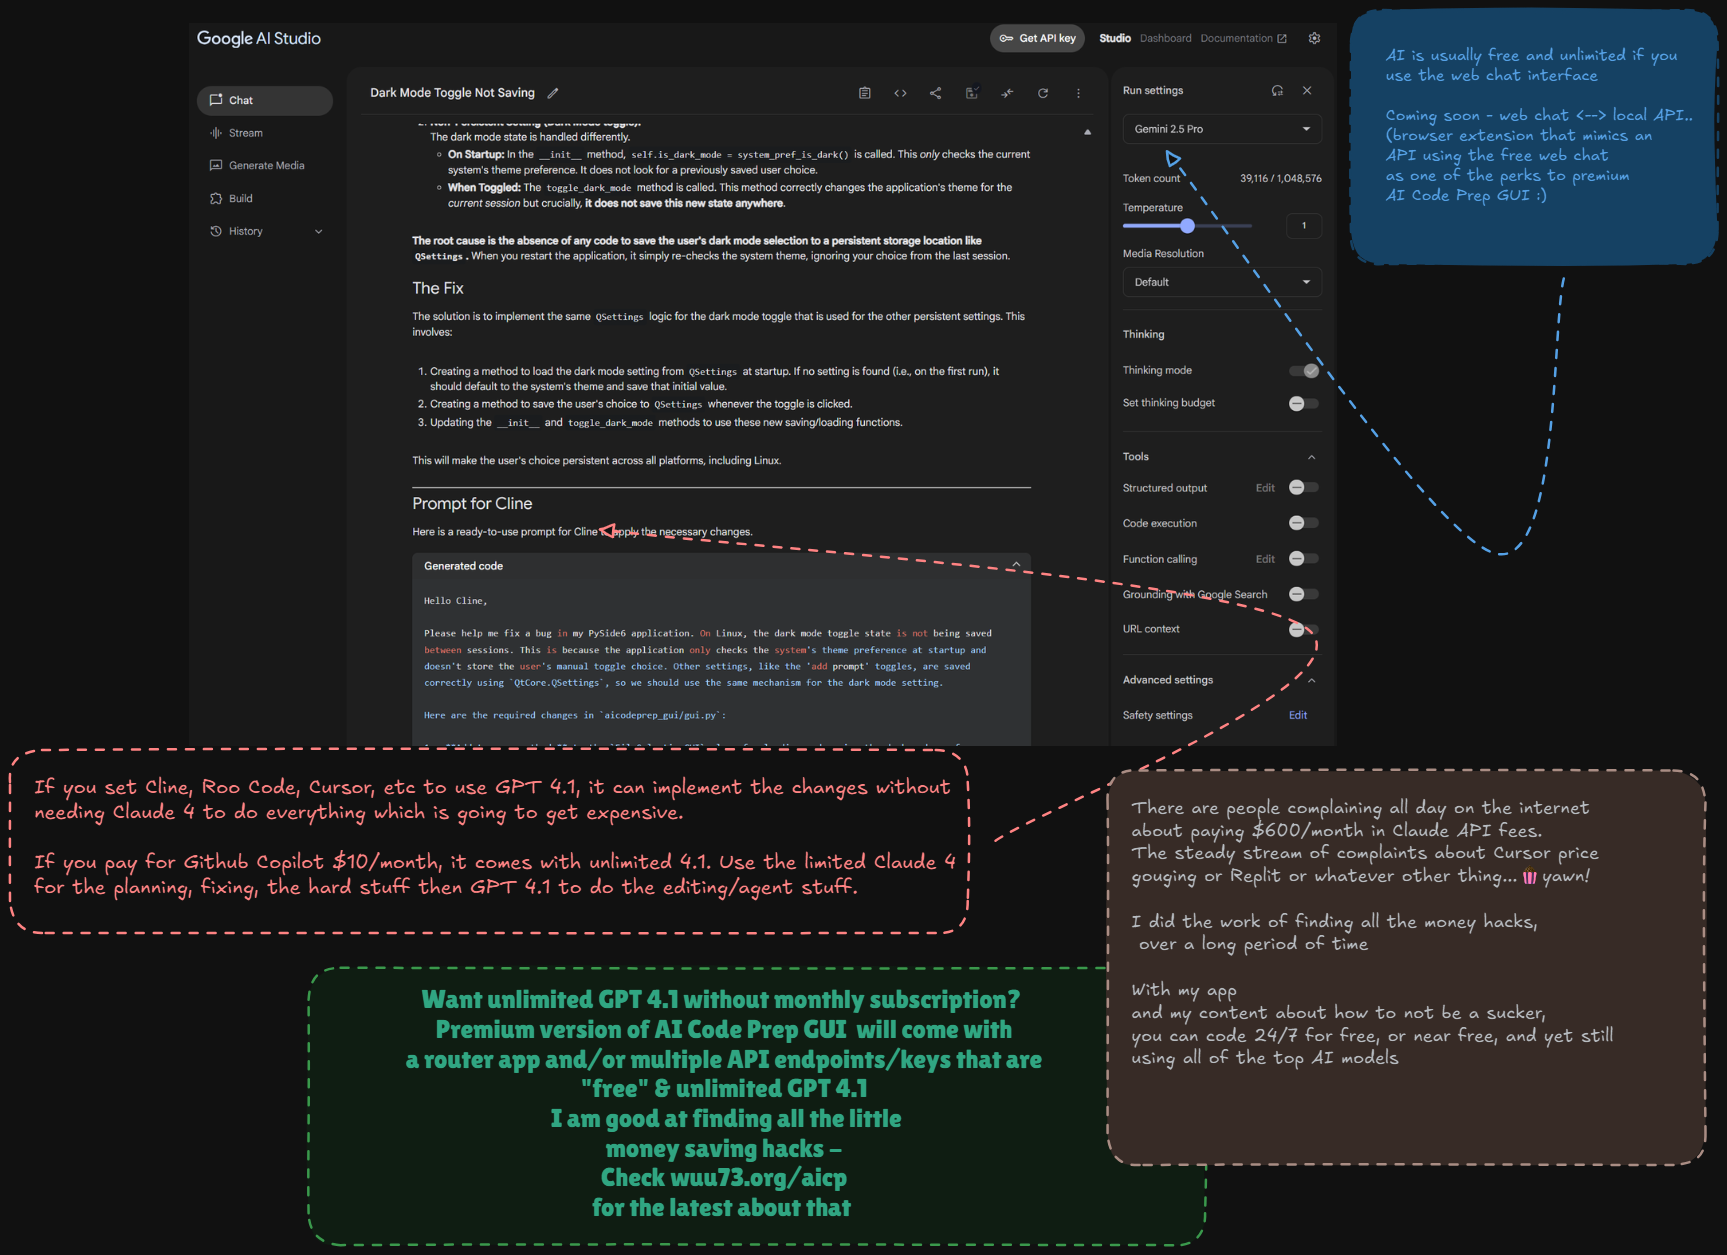 Google AI Studio
Get API key
Studio
Dashboard
Documentation
Chat
Stream
Generate Media
Build
History
Dark Mode Toggle Not Saving
2. Non-Persistent Setting (Dark Mode Toggle):
The dark mode state is handled differently.
On Startup: In the __init__ method, self.is_dark_mode = system_pref_is_dark() is called. This only checks the current
system's theme preference. It does not look for a previously saved user choice.
When Toggled: The toggle_dark_mode method is called. This method correctly changes the application's theme for the
current session but crucially, it does not save this new state anywhere.
The root cause is the absence of any code to save the user's dark mode selection to a persistent storage location like
QSettings. When you restart the application, it simply re-checks the system theme, ignoring your choice from the last session.
The Fix
The solution is to implement the same QSettings logic for the dark mode toggle that is used for the other persistent settings. This
involves:
1. Creating a method to load the dark mode setting from QSettings at startup. If no setting is found (i.e., on the first run), it
should default to the system's theme and save that initial value.
2. Creating a method to save the user's choice to QSettings whenever the toggle is clicked.
3. Updating the __init__ and toggle_dark_mode methods to use these new saving/loading functions.
This will make the user's choice persistent across all platforms, including Linux.
Prompt for Cline
Here is a ready-to-use prompt for Cline to apply the necessary changes.
Generated code
Hello Cline,
Please help me fix a bug in my PySide6 application. On Linux, the dark mode toggle state is not being saved
between sessions. This is because the application only checks the system's theme preference at startup and
doesn't store the user's manual toggle choice. Other settings, like the 'add prompt' toggles, are saved
correctly using `QtCore.QSettings`, so we should use the same mechanism for the dark mode setting.
Here are the required changes in `aicodeprep_gui/gui.py`:
Run settings
Gemini 2.5 Pro
Token count 39,116 / 1,048,576
Temperature
1
Media Resolution
Default
Thinking
Thinking mode
Set thinking budget
Tools
Structured output Edit
Code execution
Function calling Edit
Grounding with Google Search
URL context
Advanced settings
Safety settings Edit
AI is usually free and unlimited if you
use the web chat interface
Coming soon - web chat <--> local API..
(browser extension that mimics an
API using the free web chat
as one of the perks to premium
AI Code Prep GUI :)
If you set Cline, Roo Code, Cursor, etc to use GPT 4.1, it can implement the changes without
needing Claude 4 to do everything which is going to get expensive.
If you pay for Github Copilot $10/month, it comes with unlimited 4.1. Use the limited Claude 4
for the planning, fixing, the hard stuff then GPT 4.1 to do the editing/agent stuff.
There are people complaining all day on the internet
about paying $600/month in Claude API fees.
The steady stream of complaints about Cursor price
gouging or Replit or whatever other thing... yawn!
I did the work of finding all the money hacks,
over a long period of time
With my app
and my content about how to not be a sucker,
you can code 24/7 for free, or near free, and yet still
using all of the top AI models
Want unlimited GPT 4.1 without monthly subscription?
Premium version of AI Code Prep GUI will come with
a router app and/or multiple API endpoints/keys that are
"free" & unlimited GPT 4.1
I am good at finding all the little
money saving hacks -
Check wuu73.org/aicp
for the latest about that